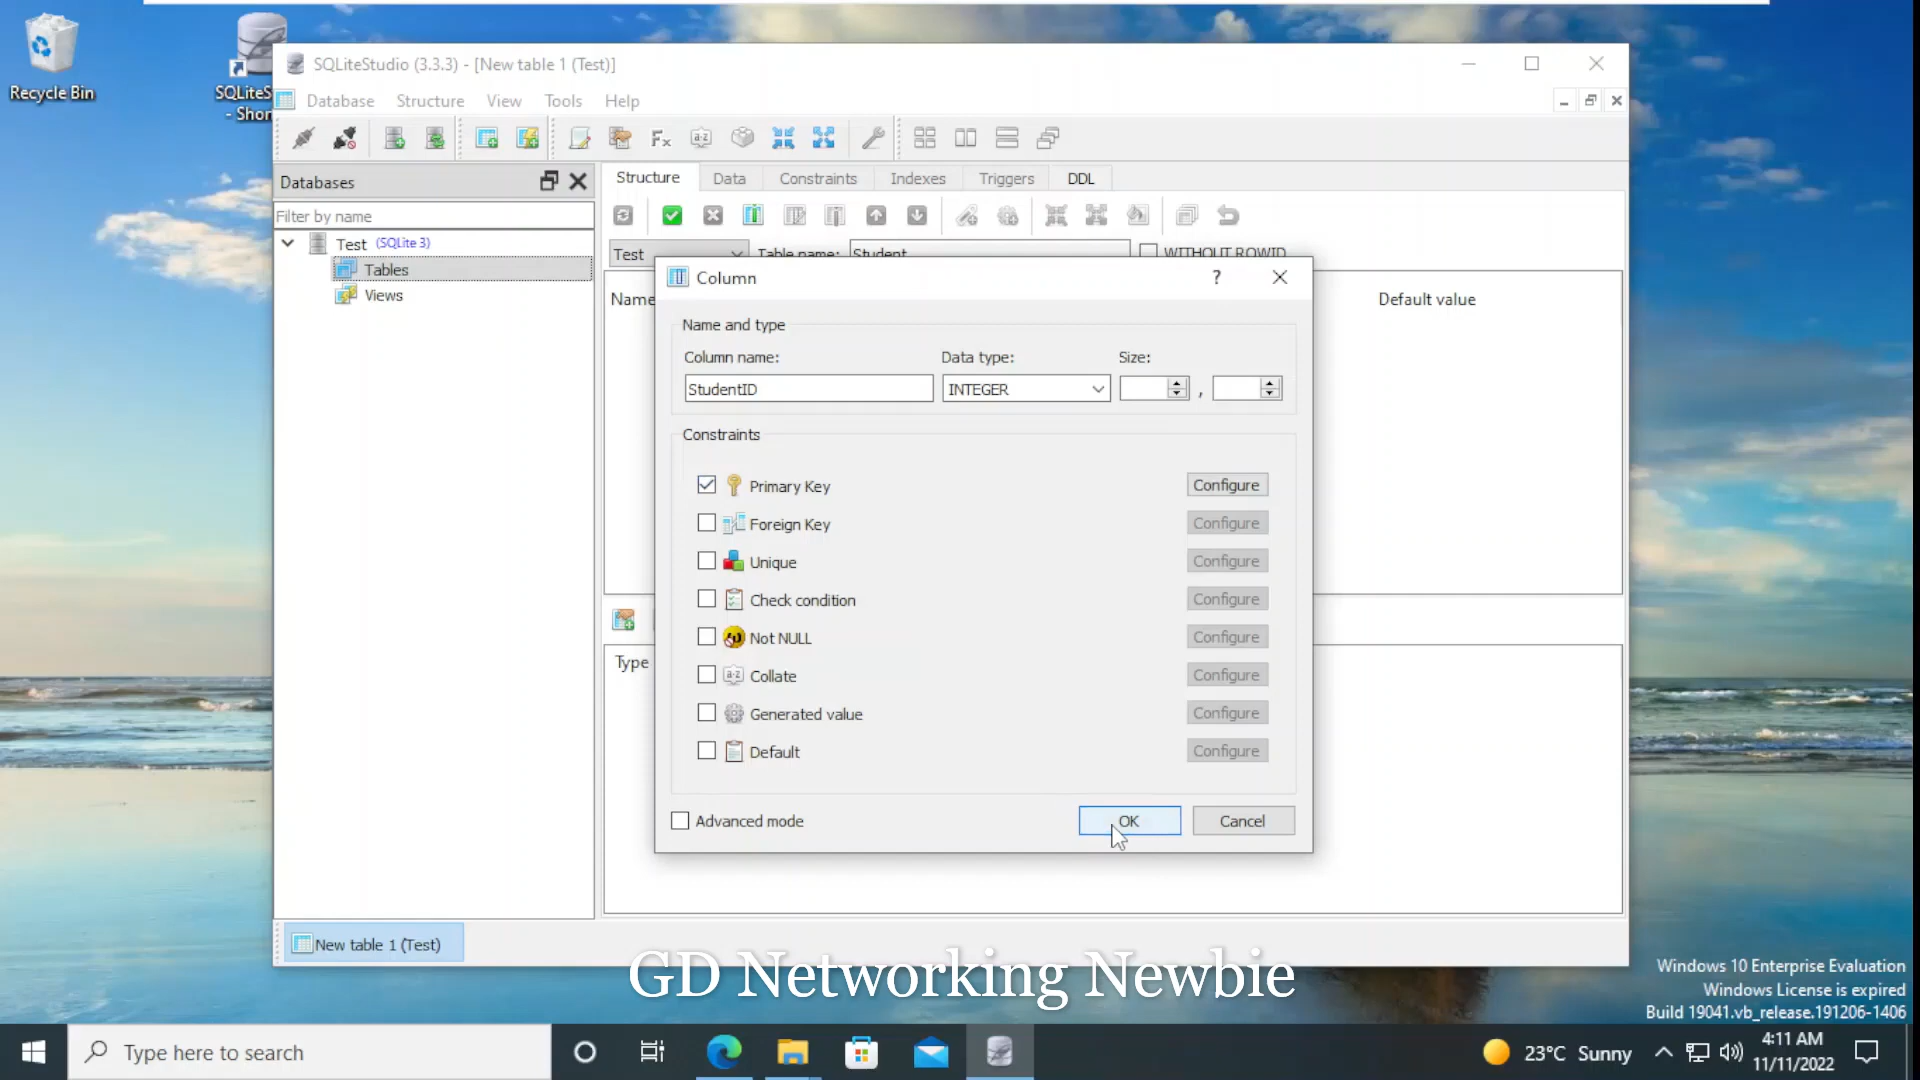 Recycle Bin
SQLiteS
- Shor
SQLiteStudio (3.3.3) - [New table 1 (Test)]
Database Structure View Tools Help
Databases
Filter by name
Test (SQLite 3)
Tables
Views
Structure Data Constraints Indexes Triggers DDL
Test Table name: Student WITHOUT ROWID
Name Default value
Type
Column
Name and type
Column name: Data type: Size:
StudentID INTEGER ,
Constraints
Primary Key Configure
Foreign Key Configure
Unique Configure
Check condition Configure
Not NULL Configure
Collate Configure
Generated value Configure
Default Configure
Advanced mode OK Cancel
New table 1 (Test)
GD Networking Newbie
Windows 10 Enterprise Evaluation
Windows License is expired
Build 19041.vb_release.191206-1406
Type here to search
23°C Sunny
4:11 AM
11/11/2022